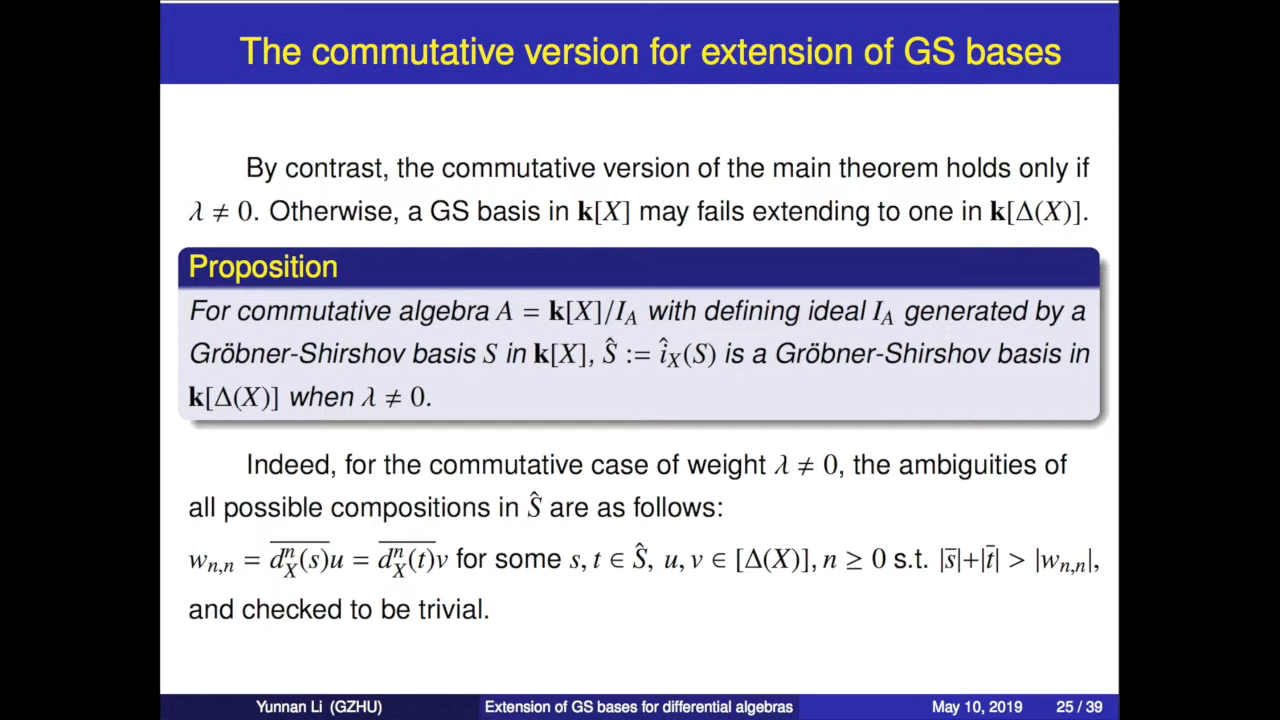 The commutative version for extension of GS bases
By contrast, the commutative version of the main theorem holds only if
λ ≠ 0. Otherwise, a GS basis in k[X] may fails extending to one in k[Δ(X)].
Proposition
For commutative algebra A = k[X]/I_A with defining ideal I_A generated by a
Gröbner-Shirshov basis S in k[X], Ŝ := î_X(S) is a Gröbner-Shirshov basis in
k[Δ(X)] when λ ≠ 0.
Indeed, for the commutative case of weight λ ≠ 0, the ambiguities of
all possible compositions in Ŝ are as follows:
w_{n,n} = \overline{d_X^n(s)}u = \overline{d_X^n(t)}v for some s, t ∈ Ŝ, u, v ∈ [Δ(X)], n ≥ 0 s.t. |s̄|+|t̄| > |w_{n,n}|,
and checked to be trivial.
Yunnan Li (GZHU) Extension of GS bases for differential algebras May 10, 2019 25 / 39